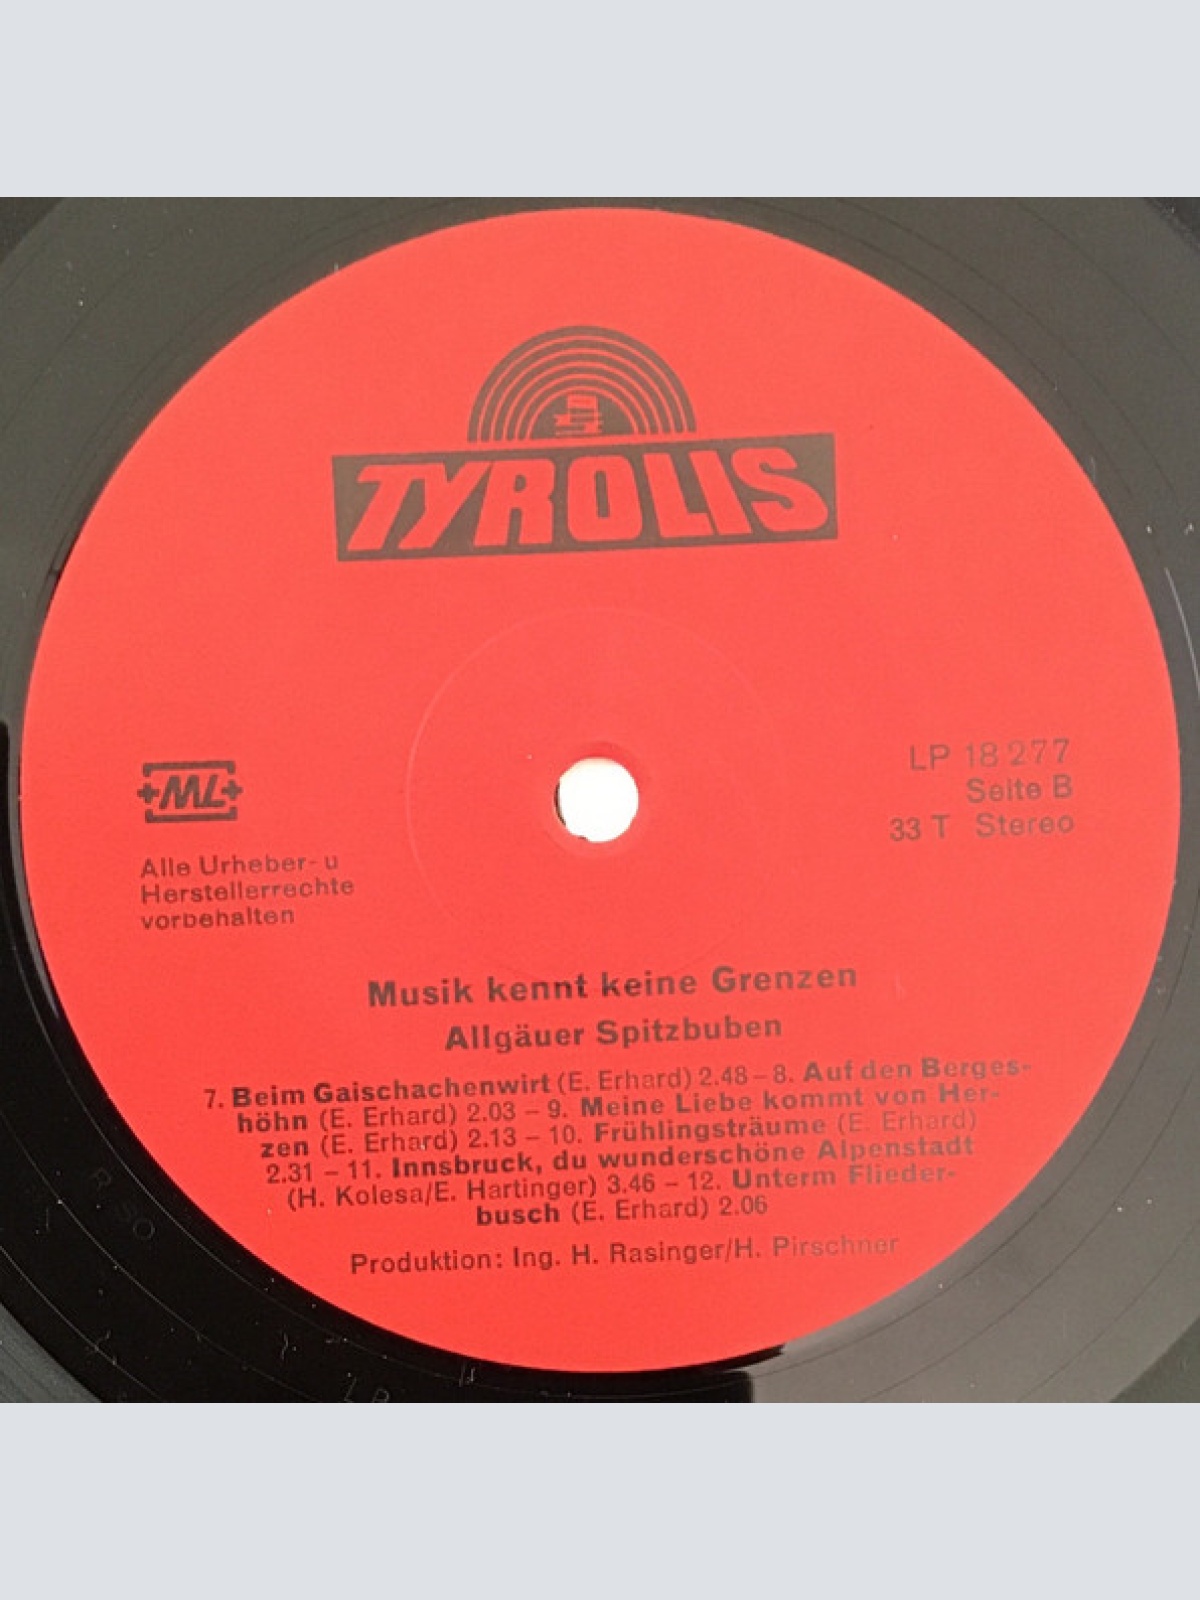 TYROLIS
ML
Alle Urheber- u
Herstellerrechte
vorbehalten
LP 18 277
Seite B
33 T Stereo
Musik kennt keine Grenzen
Allgäuer Spitzbuben
7. Beim Gaischachenwirt (E. Erhard) 2.48 – 8. Auf den Berges-
höhn (E. Erhard) 2.03 – 9. Meine Liebe kommt von Her-
zen (E. Erhard) 2.13 – 10. Frühlingsträume (E. Erhard)
2.31 – 11. Innsbruck, du wunderschöne Alpenstadt
(H. Kolesa/E. Hartinger) 3.46 – 12. Unterm Flieder-
busch (E. Erhard) 2.06
Produktion: Ing. H. Rasinger/H. Pirschner
LP